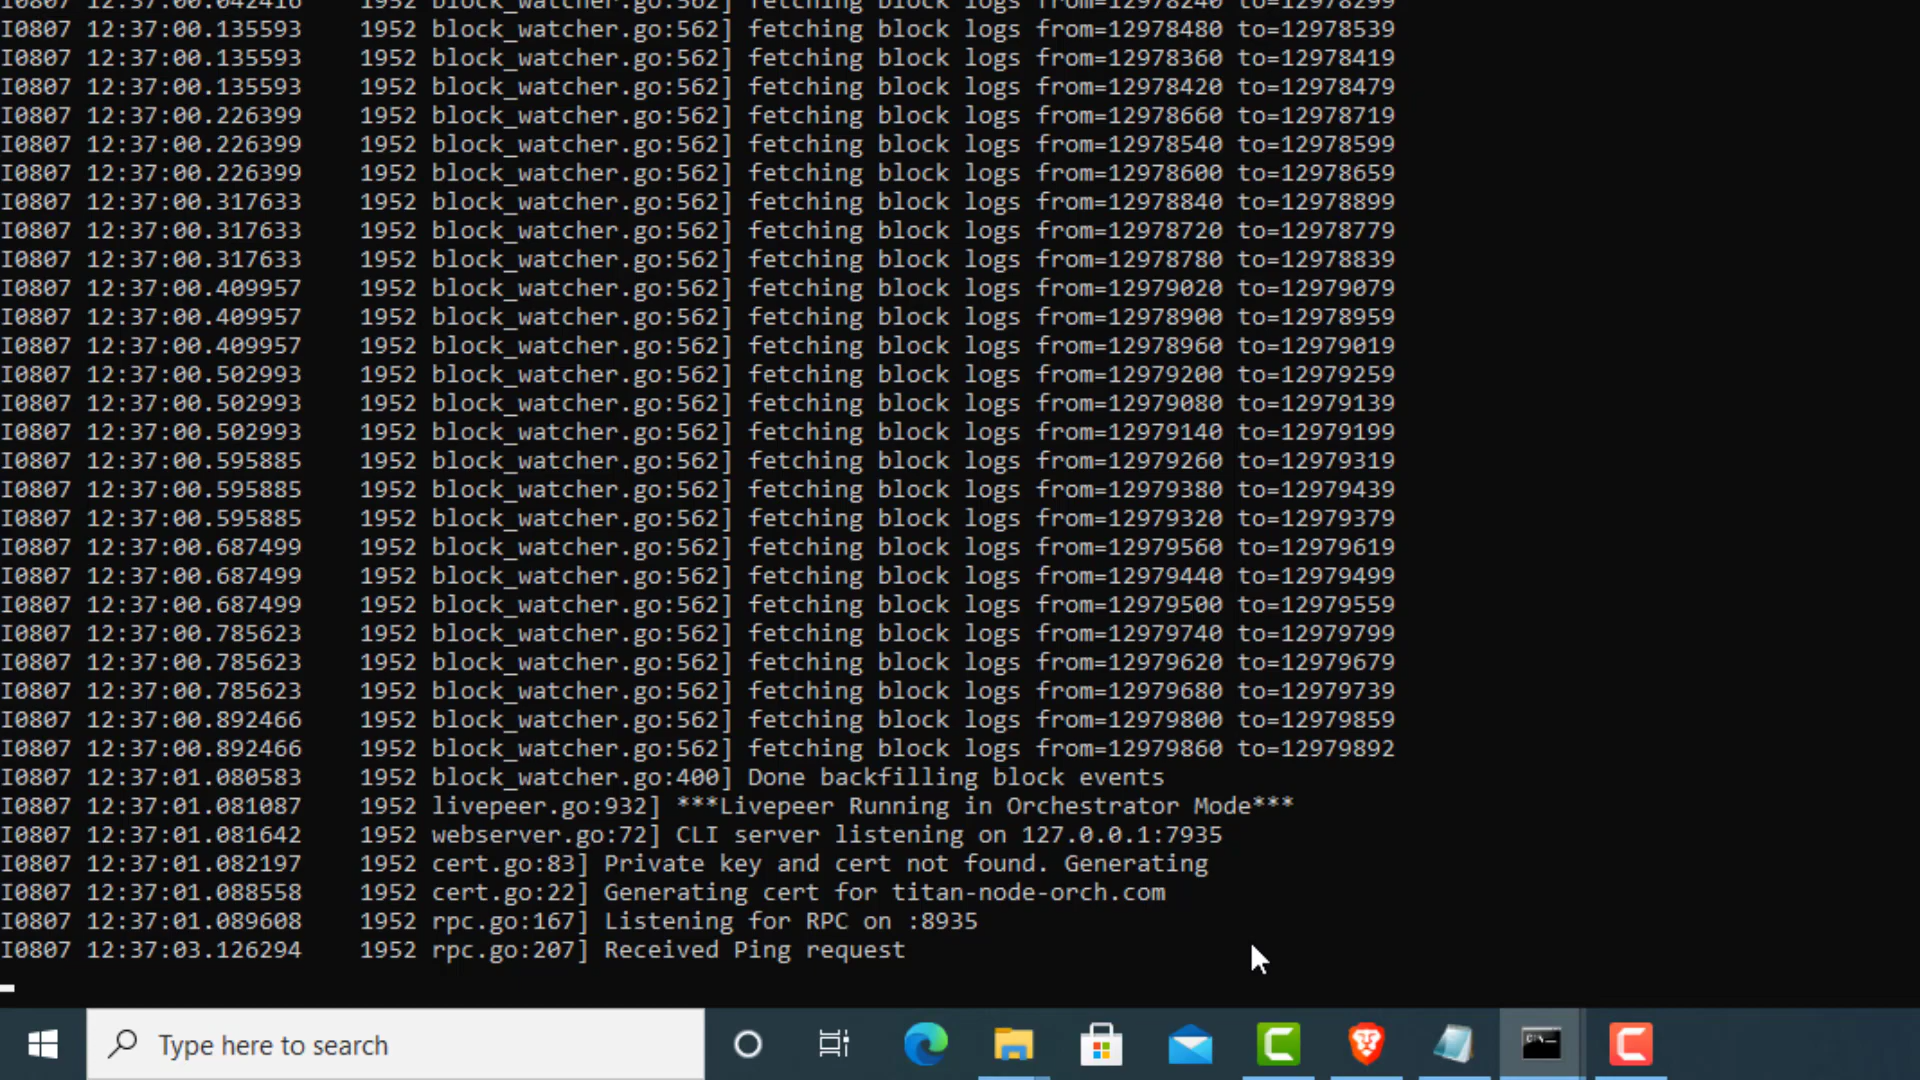 I0807 12:37:00.042416 1952 block_watcher.go:562] fetching block logs from=12978240 to=12978299
I0807 12:37:00.135593 1952 block_watcher.go:562] fetching block logs from=12978480 to=12978539
I0807 12:37:00.135593 1952 block_watcher.go:562] fetching block logs from=12978360 to=12978419
I0807 12:37:00.135593 1952 block_watcher.go:562] fetching block logs from=12978420 to=12978479
I0807 12:37:00.226399 1952 block_watcher.go:562] fetching block logs from=12978660 to=12978719
I0807 12:37:00.226399 1952 block_watcher.go:562] fetching block logs from=12978540 to=12978599
I0807 12:37:00.226399 1952 block_watcher.go:562] fetching block logs from=12978600 to=12978659
I0807 12:37:00.317633 1952 block_watcher.go:562] fetching block logs from=12978840 to=12978899
I0807 12:37:00.317633 1952 block_watcher.go:562] fetching block logs from=12978720 to=12978779
I0807 12:37:00.317633 1952 block_watcher.go:562] fetching block logs from=12978780 to=12978839
I0807 12:37:00.409957 1952 block_watcher.go:562] fetching block logs from=12979020 to=12979079
I0807 12:37:00.409957 1952 block_watcher.go:562] fetching block logs from=12978900 to=12978959
I0807 12:37:00.409957 1952 block_watcher.go:562] fetching block logs from=12978960 to=12979019
I0807 12:37:00.502993 1952 block_watcher.go:562] fetching block logs from=12979200 to=12979259
I0807 12:37:00.502993 1952 block_watcher.go:562] fetching block logs from=12979080 to=12979139
I0807 12:37:00.502993 1952 block_watcher.go:562] fetching block logs from=12979140 to=12979199
I0807 12:37:00.595885 1952 block_watcher.go:562] fetching block logs from=12979260 to=12979319
I0807 12:37:00.595885 1952 block_watcher.go:562] fetching block logs from=12979380 to=12979439
I0807 12:37:00.595885 1952 block_watcher.go:562] fetching block logs from=12979320 to=12979379
I0807 12:37:00.687499 1952 block_watcher.go:562] fetching block logs from=12979560 to=12979619
I0807 12:37:00.687499 1952 block_watcher.go:562] fetching block logs from=12979440 to=12979499
I0807 12:37:00.687499 1952 block_watcher.go:562] fetching block logs from=12979500 to=12979559
I0807 12:37:00.785623 1952 block_watcher.go:562] fetching block logs from=12979740 to=12979799
I0807 12:37:00.785623 1952 block_watcher.go:562] fetching block logs from=12979620 to=12979679
I0807 12:37:00.785623 1952 block_watcher.go:562] fetching block logs from=12979680 to=12979739
I0807 12:37:00.892466 1952 block_watcher.go:562] fetching block logs from=12979800 to=12979859
I0807 12:37:00.892466 1952 block_watcher.go:562] fetching block logs from=12979860 to=12979892
I0807 12:37:01.080583 1952 block_watcher.go:400] Done backfilling block events
I0807 12:37:01.081087 1952 livepeer.go:932] ***Livepeer Running in Orchestrator Mode***
I0807 12:37:01.081642 1952 webserver.go:72] CLI server listening on 127.0.0.1:7935
I0807 12:37:01.082197 1952 cert.go:83] Private key and cert not found. Generating
I0807 12:37:01.088558 1952 cert.go:22] Generating cert for titan-node-orch.com
I0807 12:37:01.089608 1952 rpc.go:167] Listening for RPC on :8935
I0807 12:37:03.126294 1952 rpc.go:207] Received Ping request
Type here to search